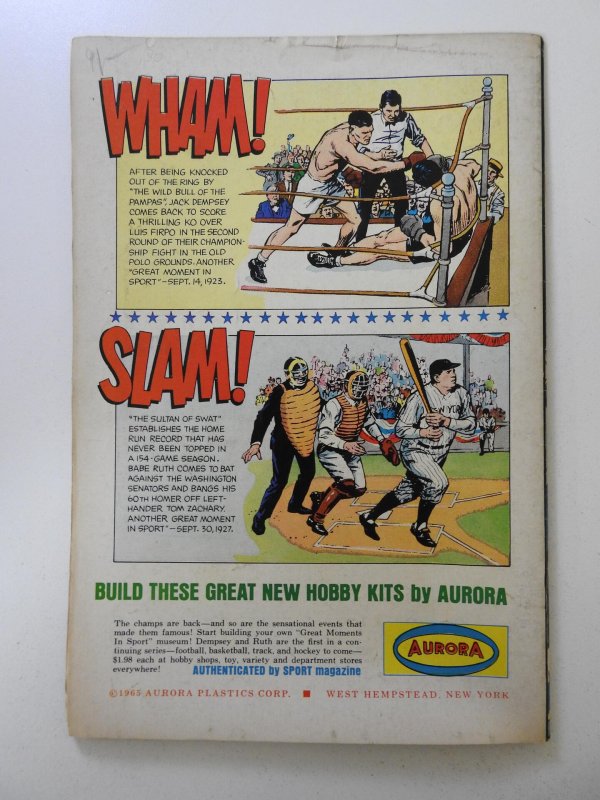 WHAM!
AFTER BEING KNOCKED
OUT OF THE RING BY
"THE WILD BULL OF THE
PAMPAS", JACK DEMPSEY
COMES BACK TO SCORE
A THRILLING KO OVER
LUIS FIRPO IN THE SECOND
ROUND OF THEIR CHAMPION-
SHIP FIGHT IN THE OLD
POLO GROUNDS. ANOTHER
"GREAT MOMENT IN
SPORT"—SEPT. 14, 1923.
SLAM!
"THE SULTAN OF SWAT"
ESTABLISHES THE HOME
RUN RECORD THAT HAS
NEVER BEEN TOPPED IN
A 154-GAME SEASON.
BABE RUTH COMES TO BAT
AGAINST THE WASHINGTON
SENATORS AND BANGS HIS
60TH HOMER OFF LEFT-
HANDER TOM ZACHARY.
ANOTHER GREAT MOMENT
IN SPORT"—SEPT. 30, 1927.
BUILD THESE GREAT NEW HOBBY KITS by AURORA
The champs are back—and so are the sensational events that
made them famous! Start building your own "Great Moments
In Sport" museum! Dempsey and Ruth are the first in a con-
tinuing series—football, basketball, track, and hockey to come—
$1.98 each at hobby shops, toy, variety and department stores
everywhere! AUTHENTICATED by SPORT magazine
AURORA
©1965 AURORA PLASTICS CORP. ■ WEST HEMPSTEAD, NEW YORK